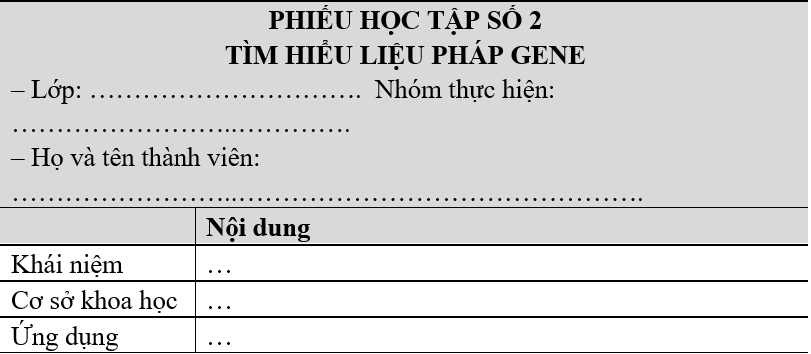 PHIẾU HỌC TẬP SỐ 2
TÌM HIỂU LIỆU PHÁP GENE
– Lớp: …………………………. Nhóm thực hiện:
……………………..………….
– Họ và tên thành viên:
……………………..……………………………………….
Nội dung
Khái niệm …
Cơ sở khoa học …
Ứng dụng …